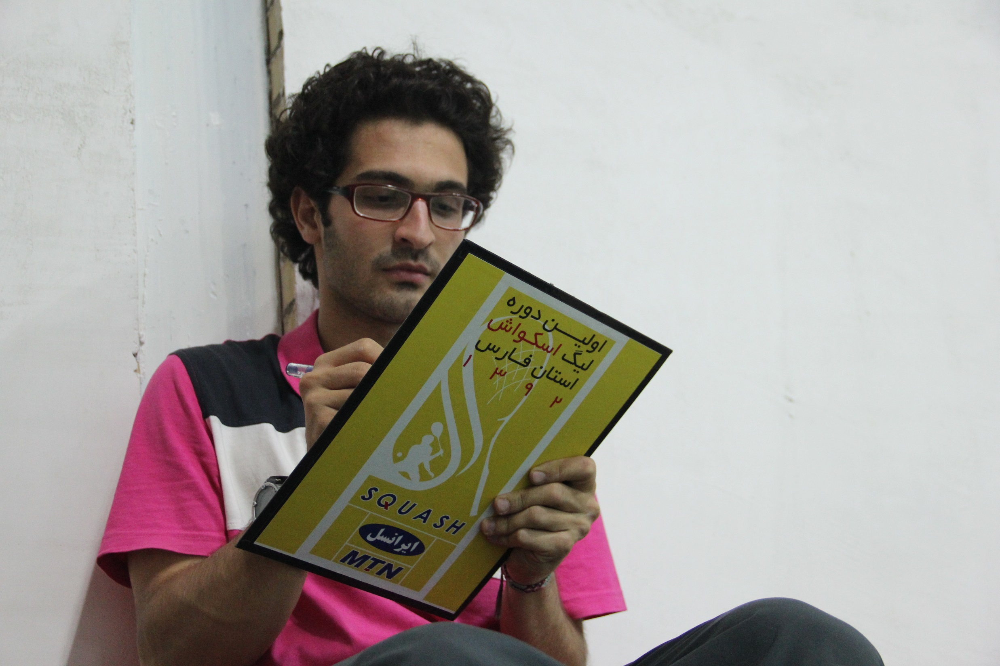 اولین دوره
لیگ اسکواش
استان فارس
۱۳۹۲
SQUASH
ایرانسل
MTN